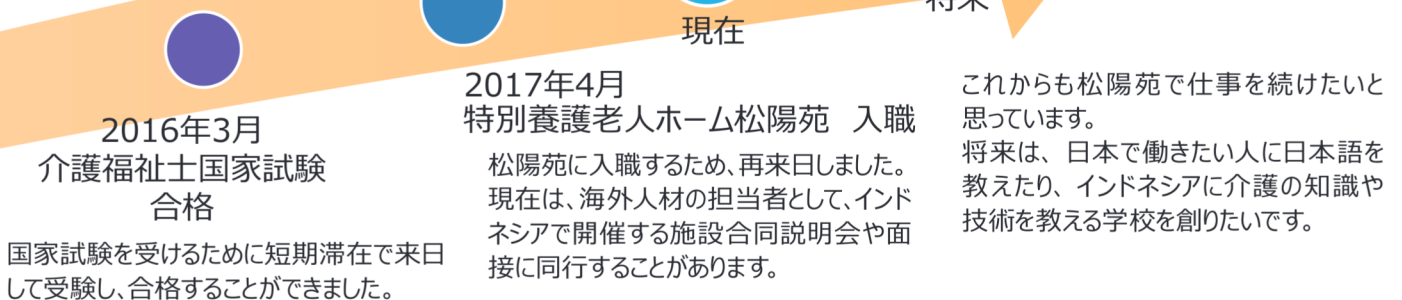 将来
現在
2016年3月
介護福祉士国家試験
合格
国家試験を受けるために短期滞在で来日
して受験し、合格することができました。
2017年4月
特別養護老人ホーム松陽苑　入職
松陽苑に入職するため、再来日しました。
現在は、海外人材の担当者として、インド
ネシアで開催する施設合同説明会や面
接に同行することがあります。
これからも松陽苑で仕事を続けたいと
思っています。
将来は、日本で働きたい人に日本語を
教えたり、インドネシアに介護の知識や
技術を教える学校を創りたいです。